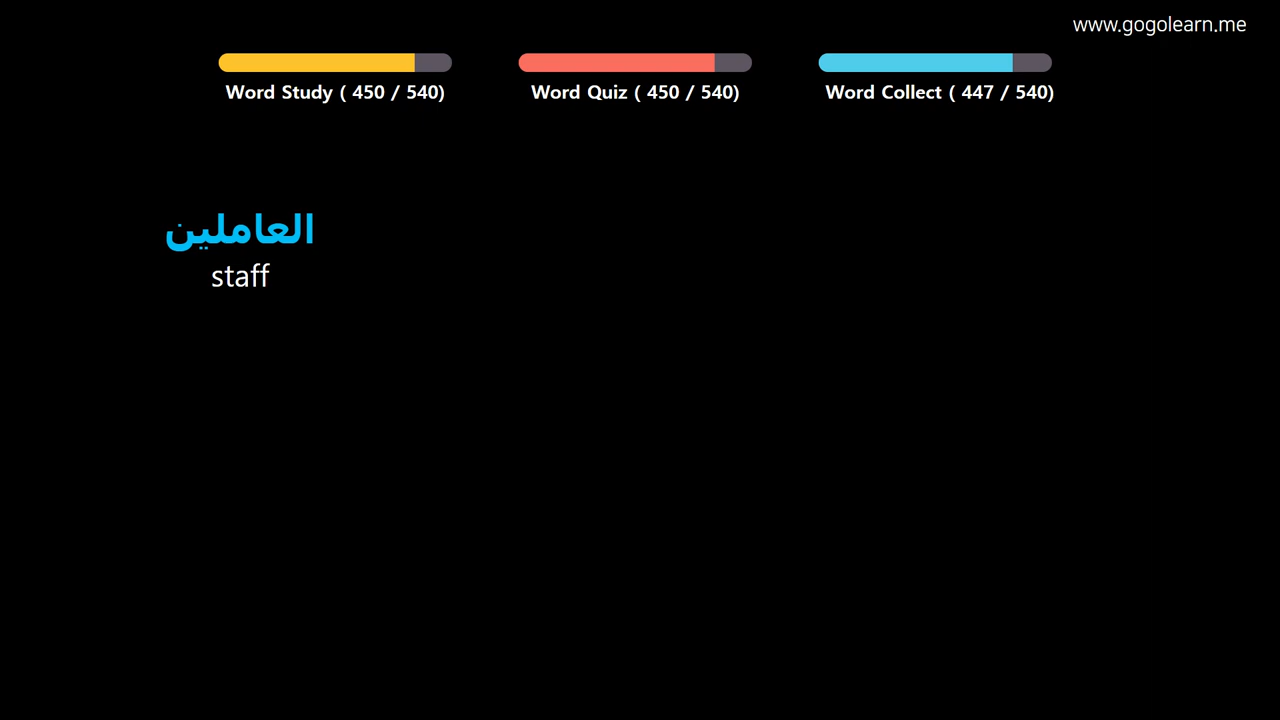 www.gogolearn.me
Word Study ( 450 / 540)
Word Quiz ( 450 / 540)
Word Collect ( 447 / 540)
العاملين
staff